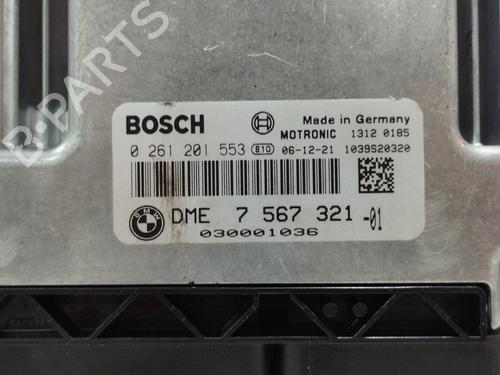 B-PARTS
BOSCH
Made in Germany
MOTRONIC 1312 0185
0 261 201 553 B10 06-12-21 1039S20320
BMW
DME 7 567 321 -01
030001036